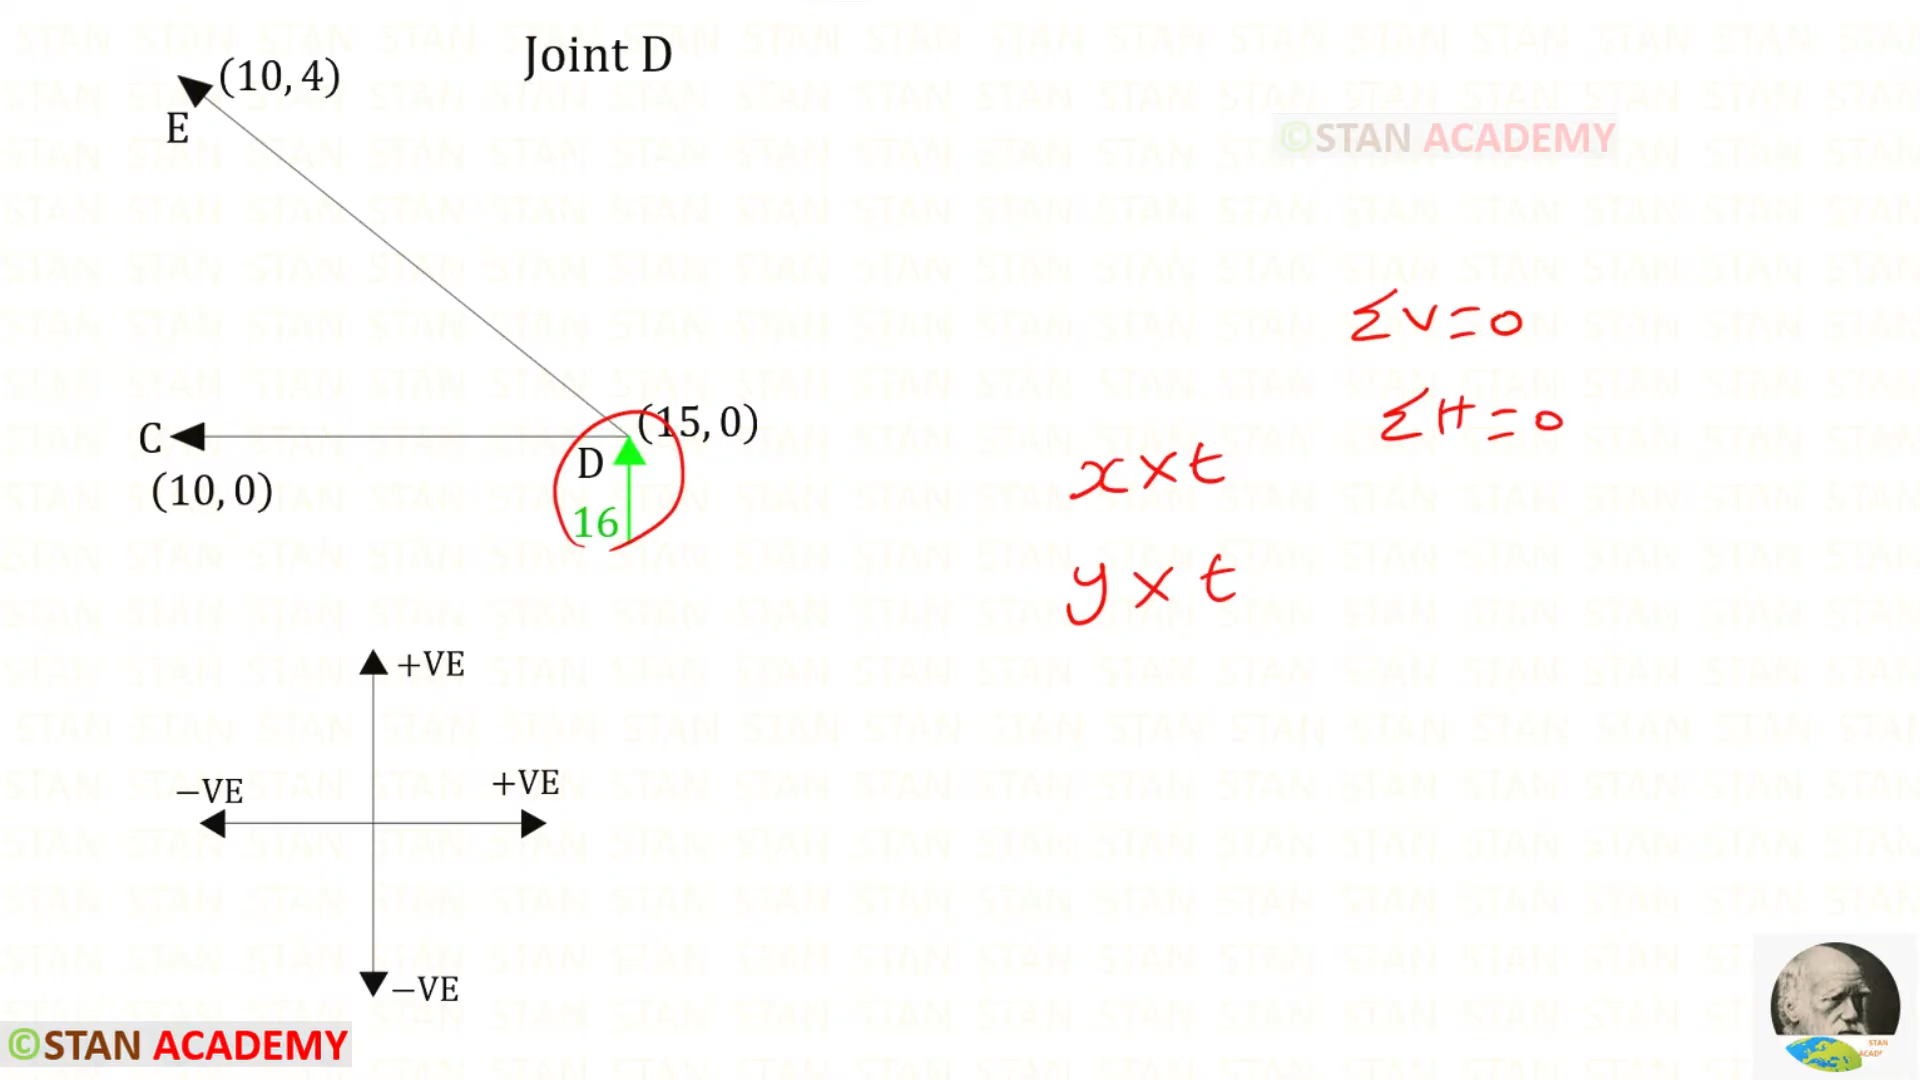 Joint D
(10, 4)
E
©STAN ACADEMY
ΣV=0
ΣH=0
C
(15, 0)
D
(10, 0)
16
x×t
y×t
+VE
−VE
+VE
−VE
©STAN ACADEMY
STAN